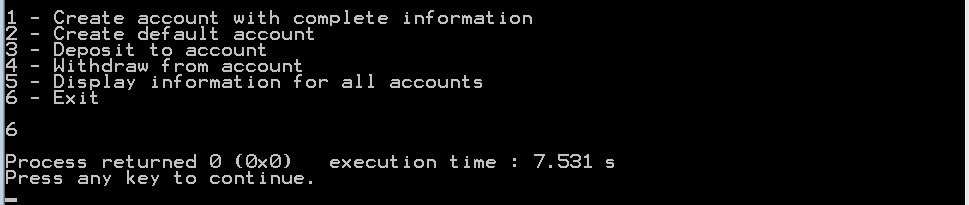 1 - Create account with complete information
2 - Create default account
3 - Deposit to account
4 - Withdraw from account
5 - Display information for all accounts
6 - Exit
6
Process returned 0 (0x0)   execution time : 7.531 s
Press any key to continue.